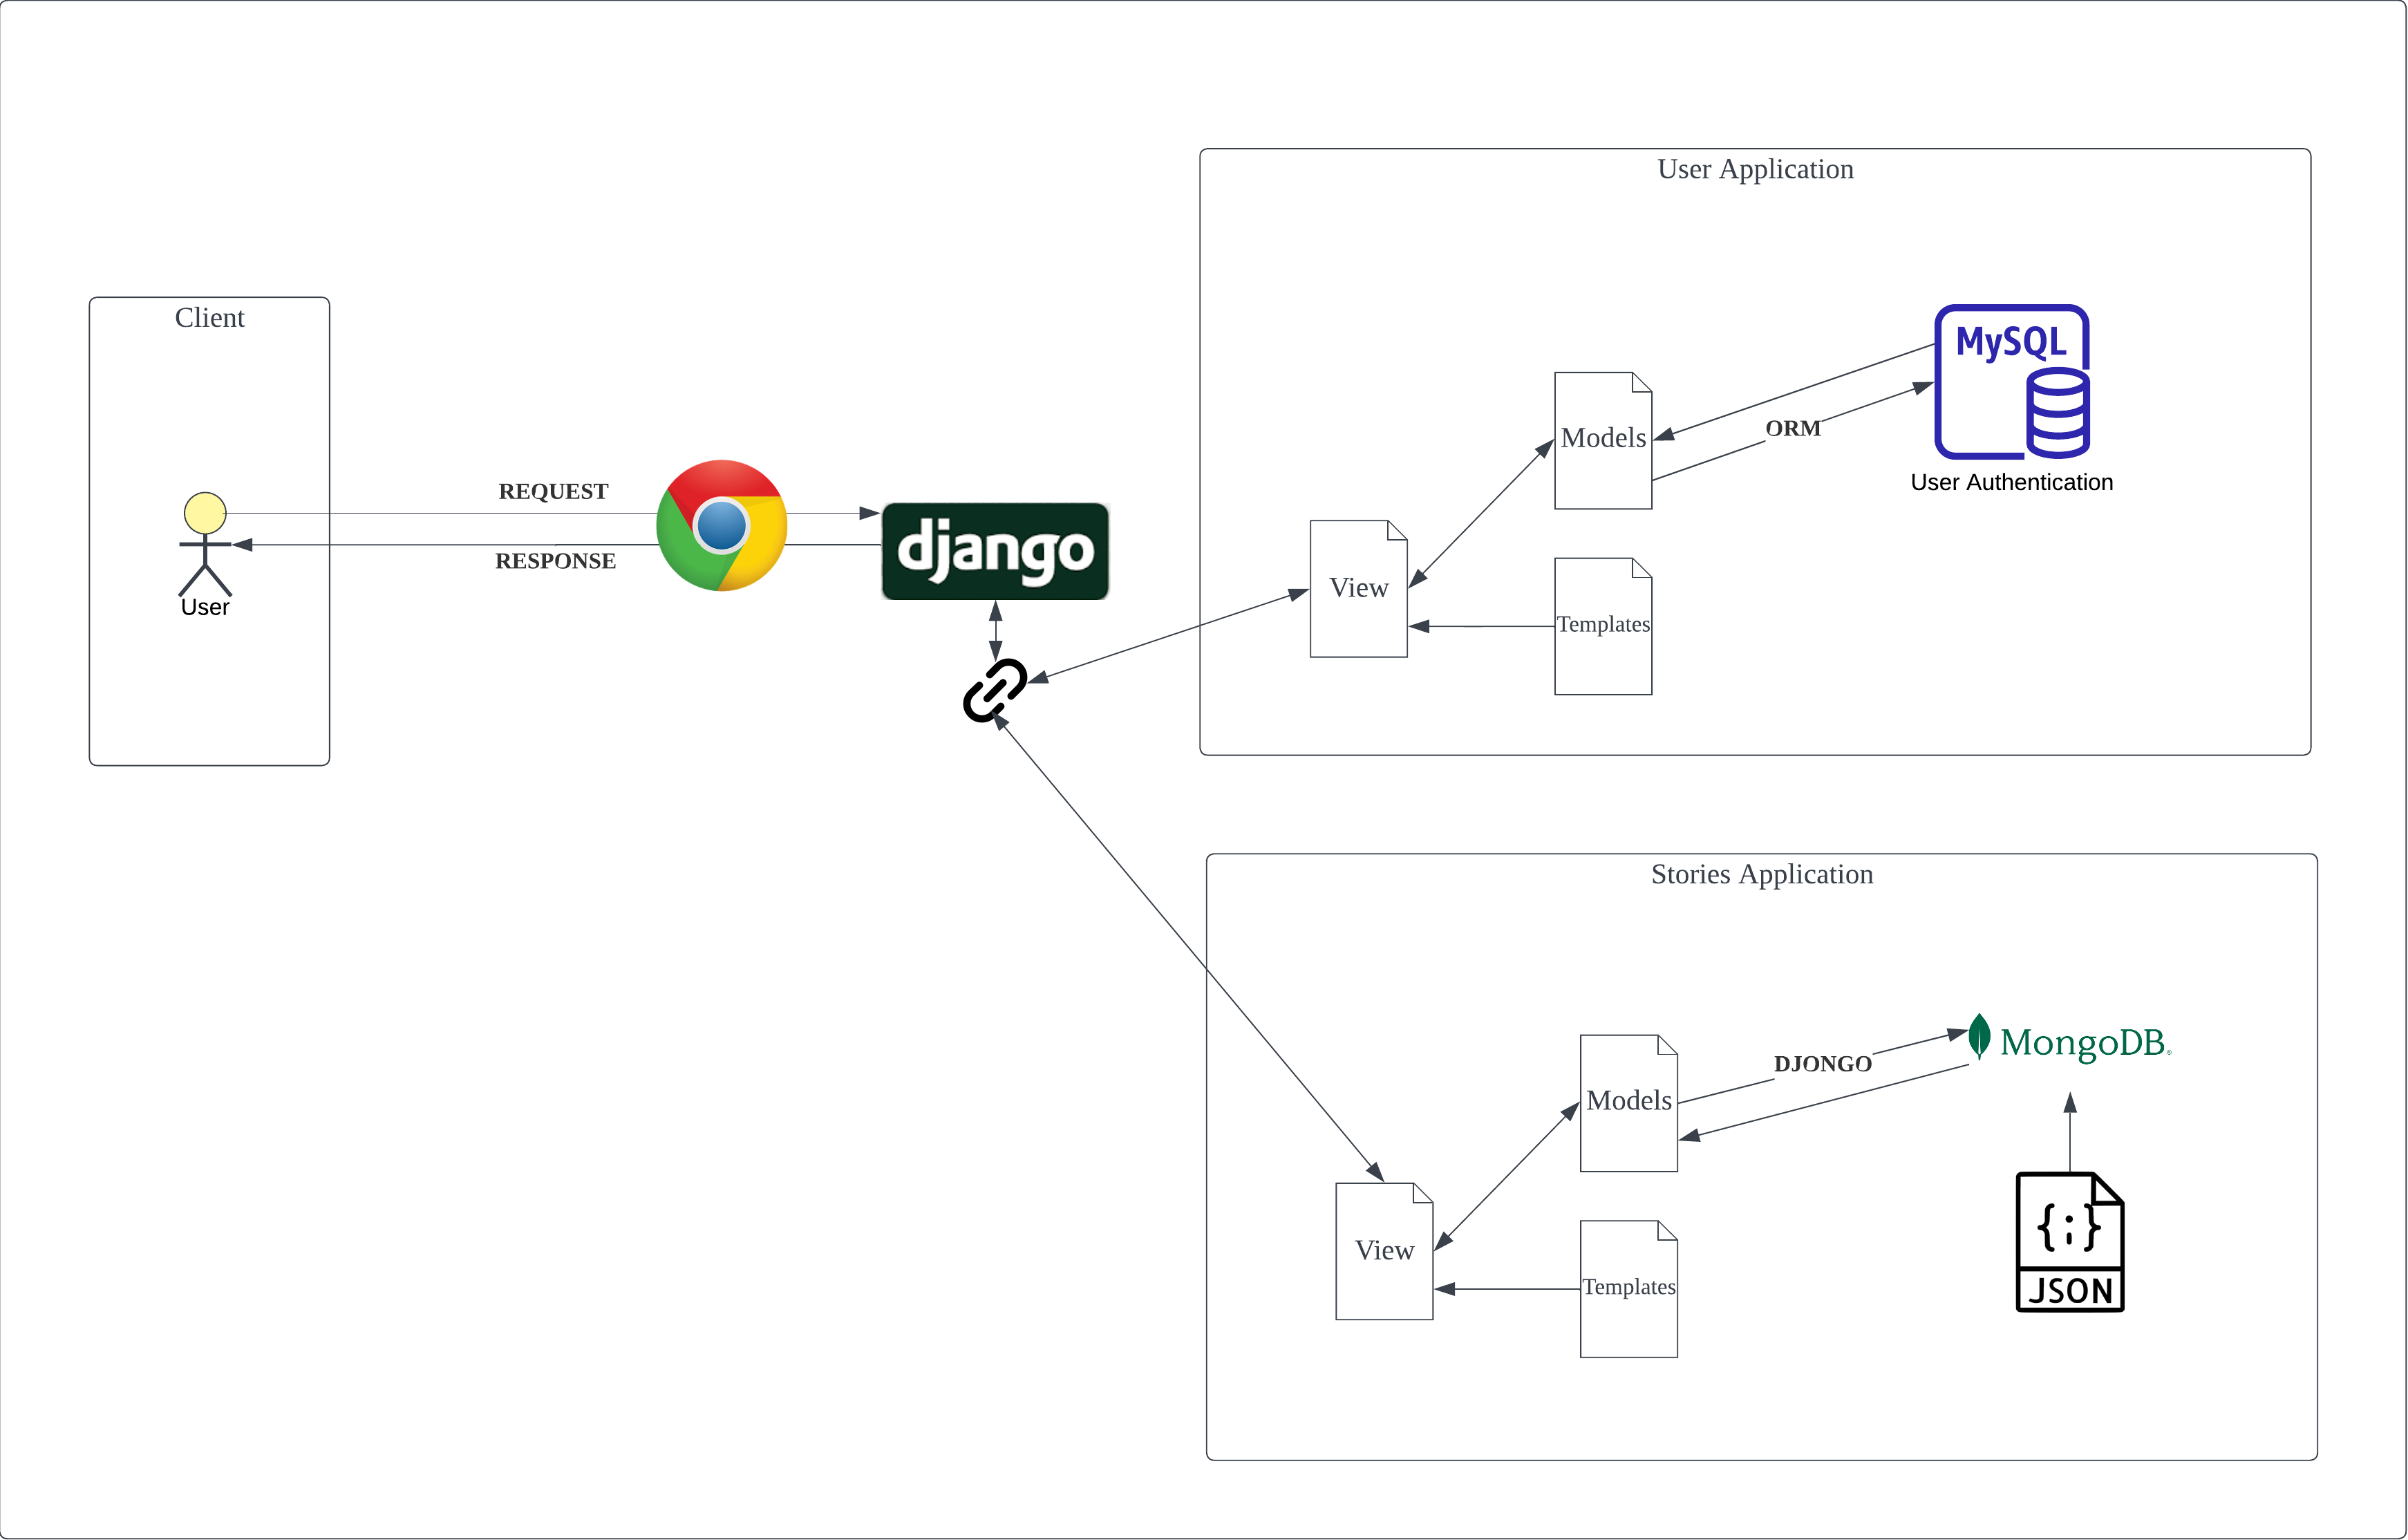 User Application
Client
MySQL
ORM
Models
User Authentication
REQUEST
django
RESPONSE
View
User
Templates
Stories Application
MongoDB®
DJONGO
Models
View
{;}
Templates
JSON